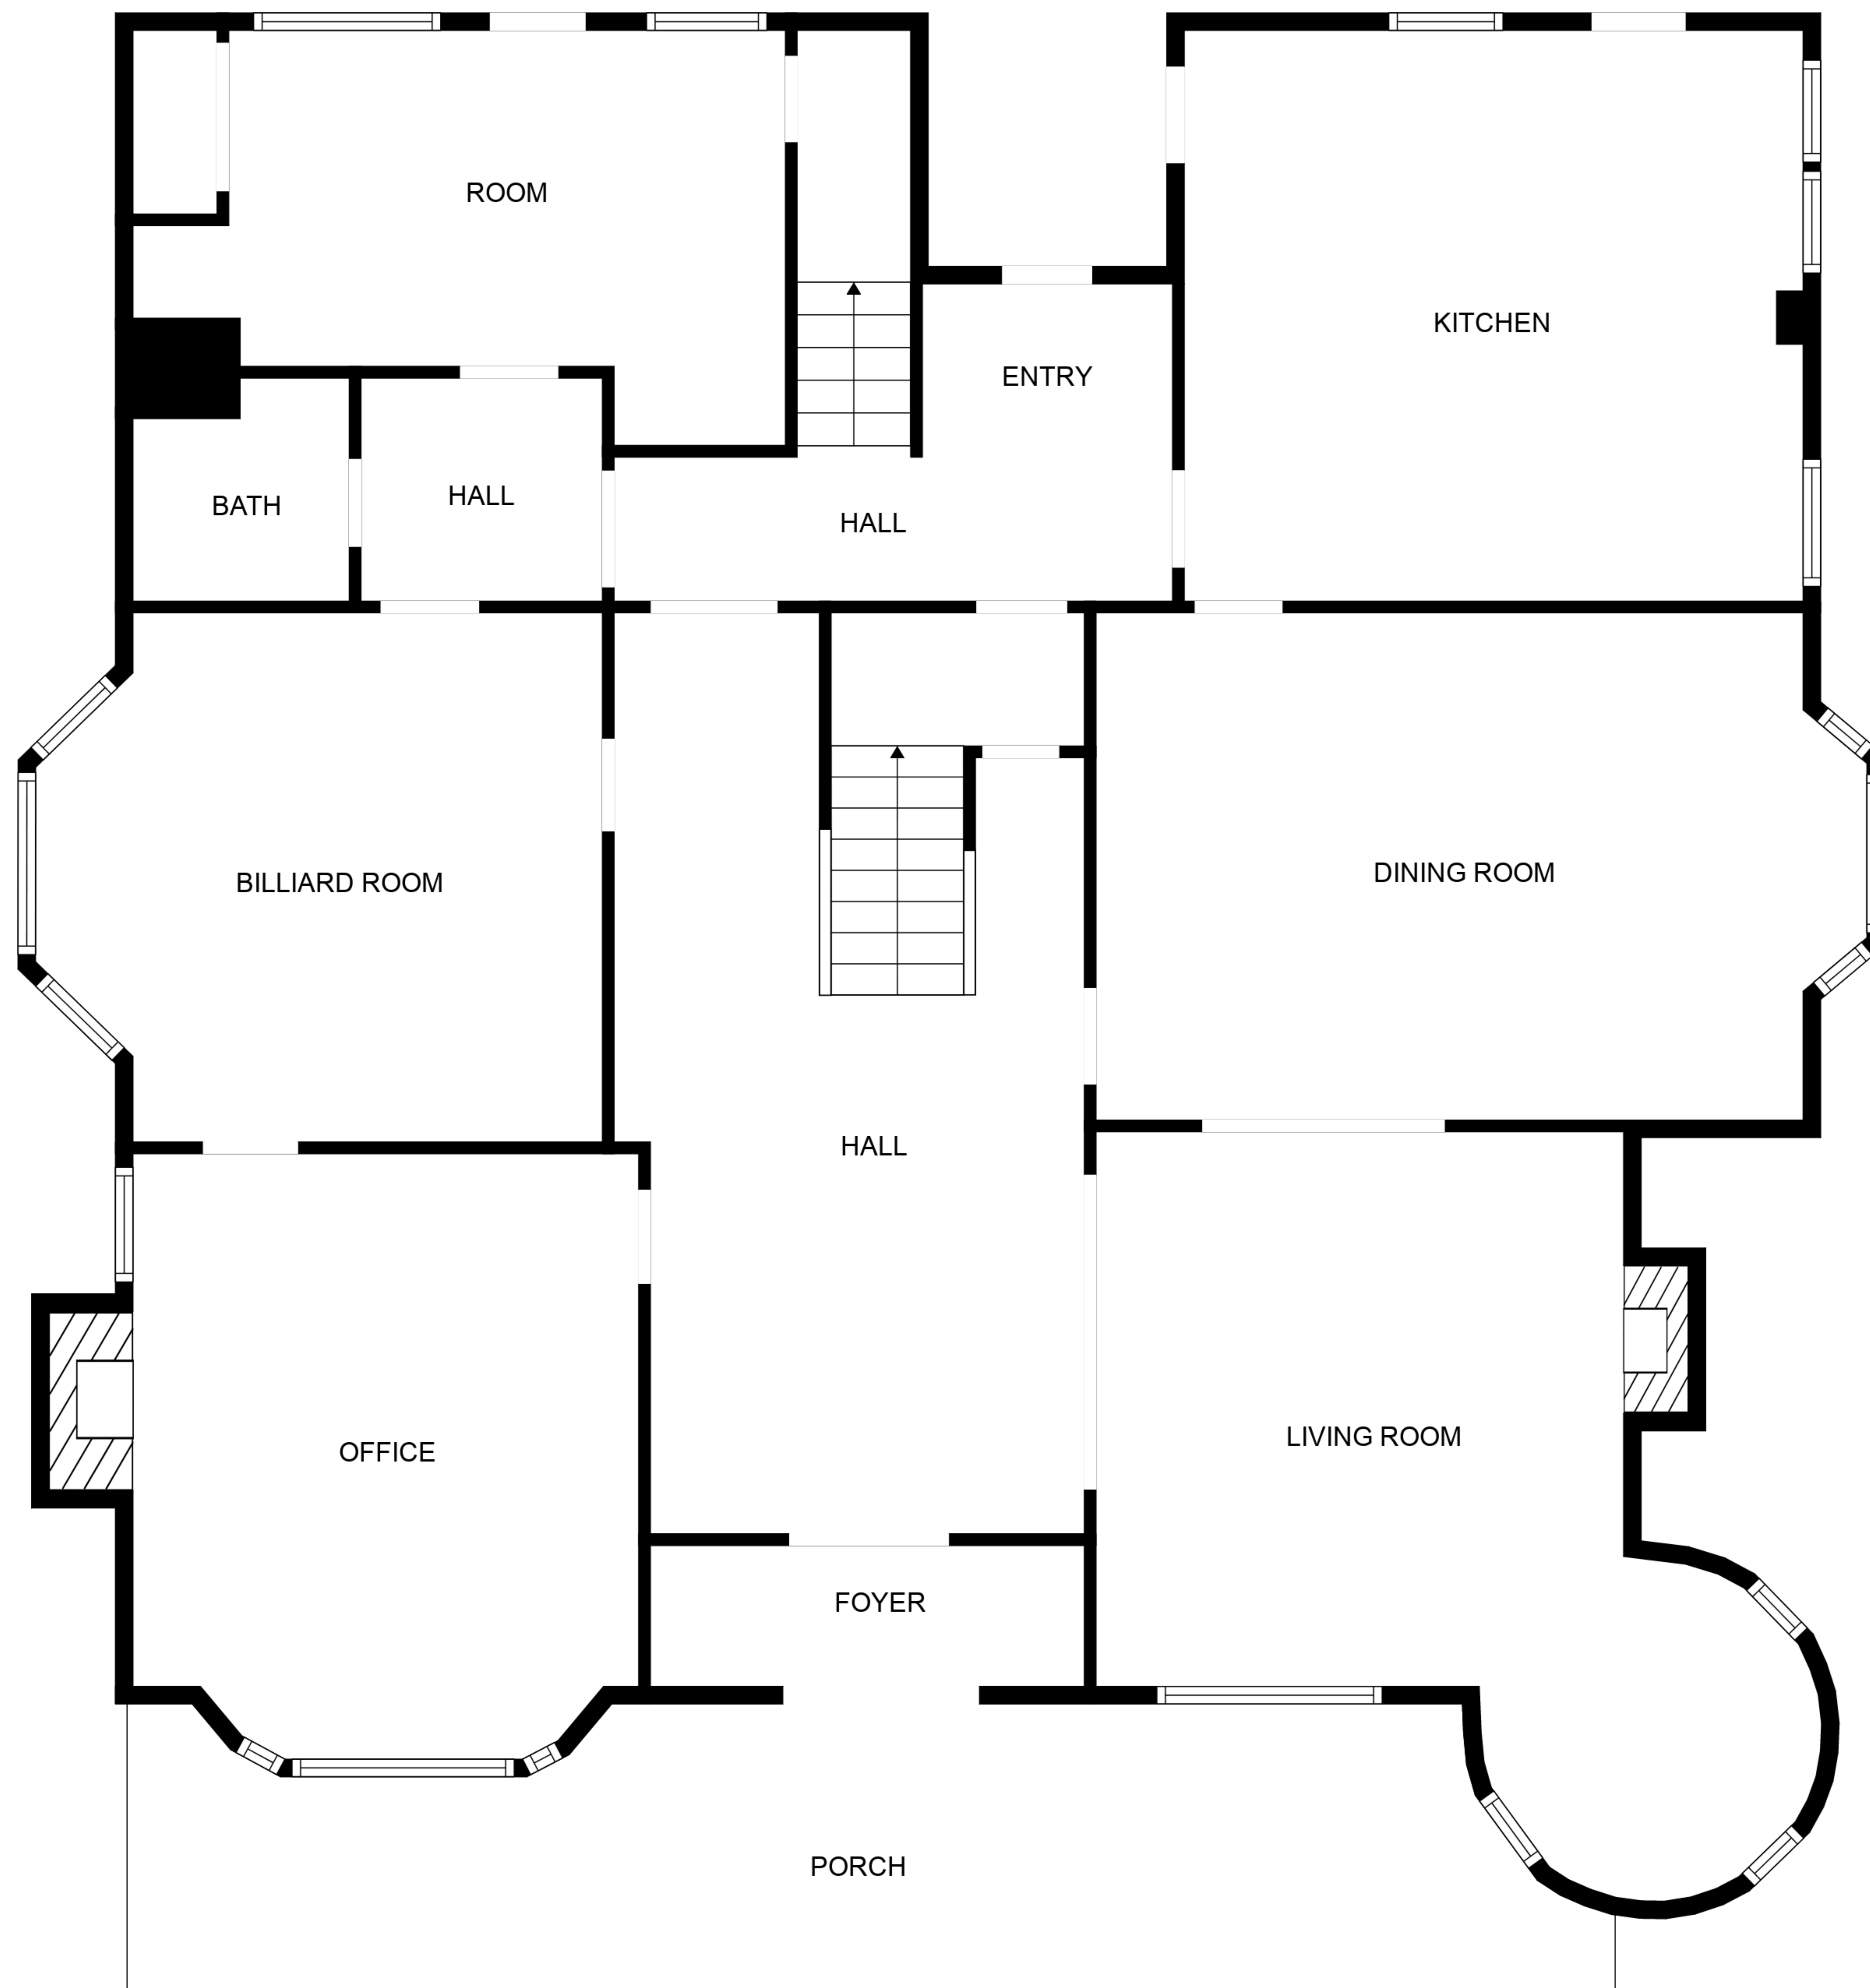 ROOM
KITCHEN
ENTRY
BATH
HALL
HALL
BILLIARD ROOM
DINING ROOM
HALL
OFFICE
LIVING ROOM
FOYER
PORCH